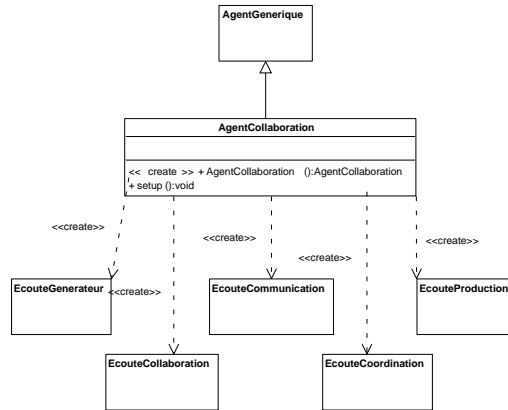 AgentGenerique
AgentCollaboration
<< create >> + AgentCollaboration ():AgentCollaboration
+ setup ():void
<<create>>
<<create>>
<<create>>
<<create>>
<<create>>
EcouteGenerateur
EcouteCommunication
EcouteProduction
EcouteCollaboration
EcouteCoordination